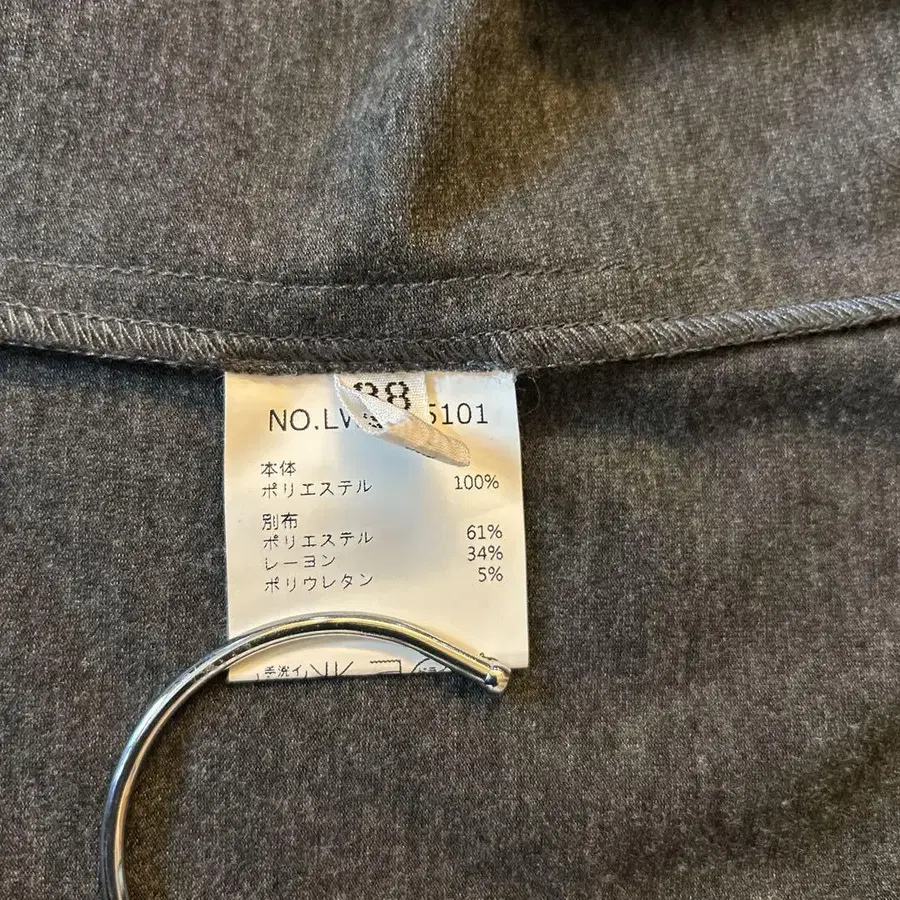 38
NO.LW 5101
本体
ポリエステル 100%
別布
ポリエステル 61%
レーヨン 34%
ポリウレタン 5%
手洗イ